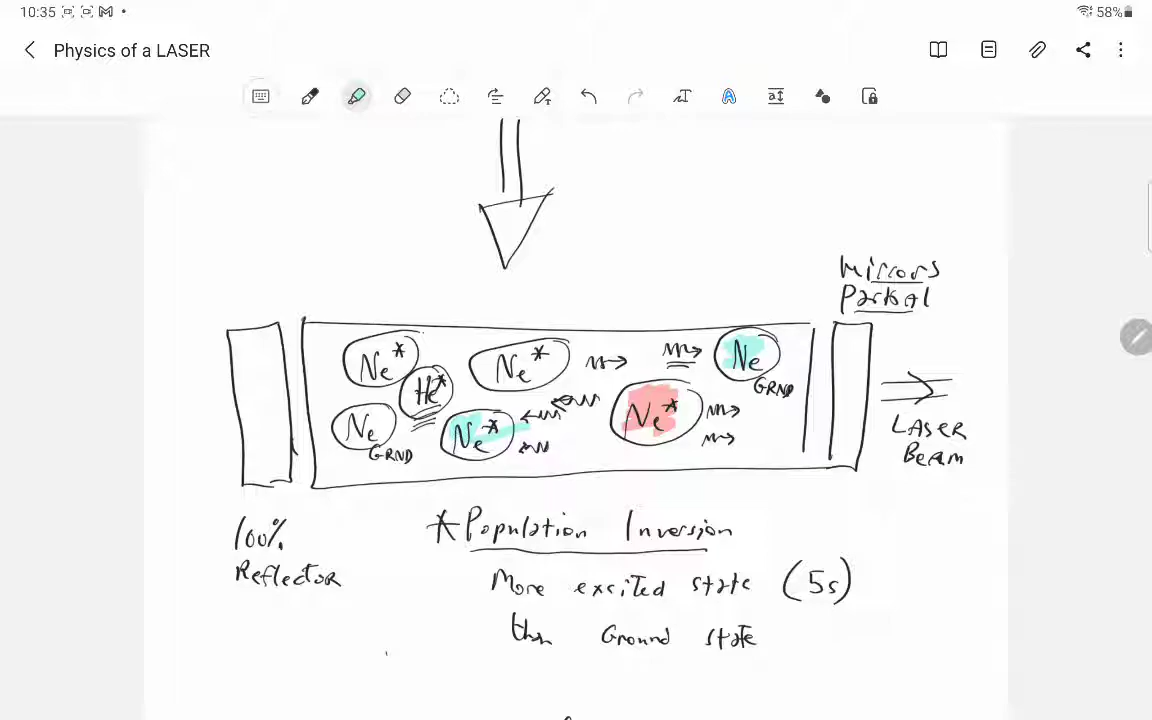 10:35
58%
Physics of a LASER
Mirrors
Partial
Ne*
Ne*
Ne
GRND
He*
Ne
GRND
Ne*
Ne*
LASER
Beam
100%
Reflector
*Population Inversion
More excited state (5s)
than Ground state